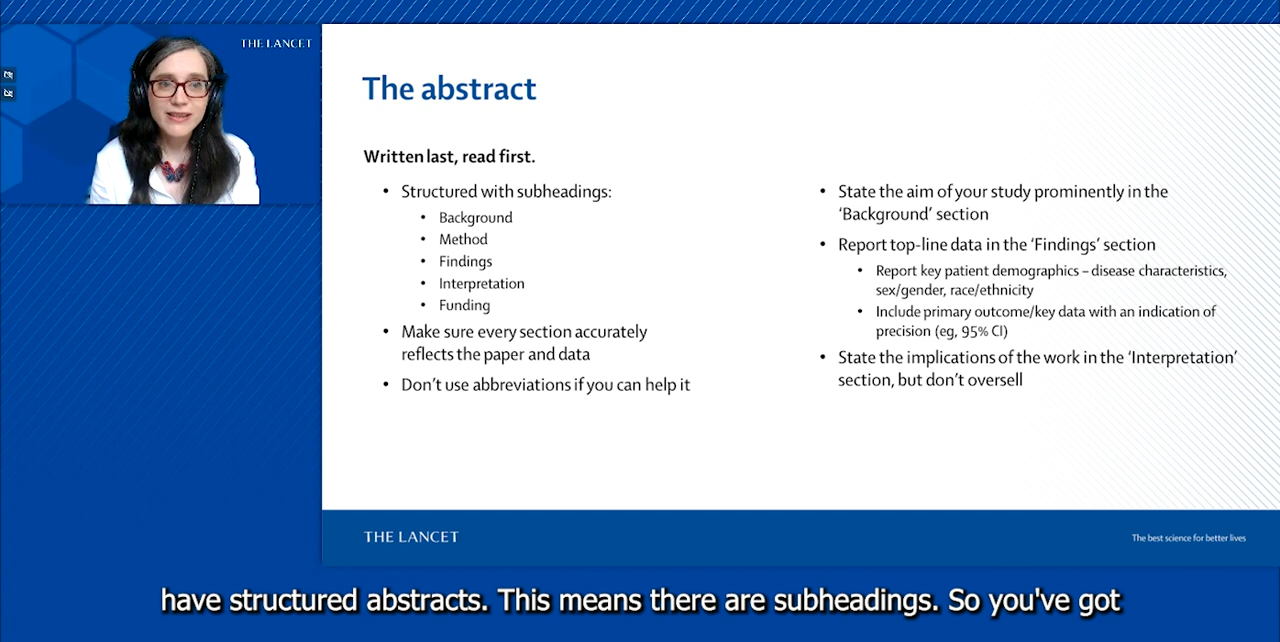 THE LANCET
The abstract
Written last, read first.
• Structured with subheadings:
• Background
• Method
• Findings
• Interpretation
• Funding
• Make sure every section accurately
reflects the paper and data
• Don't use abbreviations if you can help it
• State the aim of your study prominently in the
'Background' section
• Report top-line data in the 'Findings' section
• Report key patient demographics – disease characteristics,
sex/gender, race/ethnicity
• Include primary outcome/key data with an indication of
precision (eg, 95% CI)
• State the implications of the work in the 'Interpretation'
section, but don't oversell
THE LANCET
The best science for better lives
have structured abstracts. This means there are subheadings. So you've got